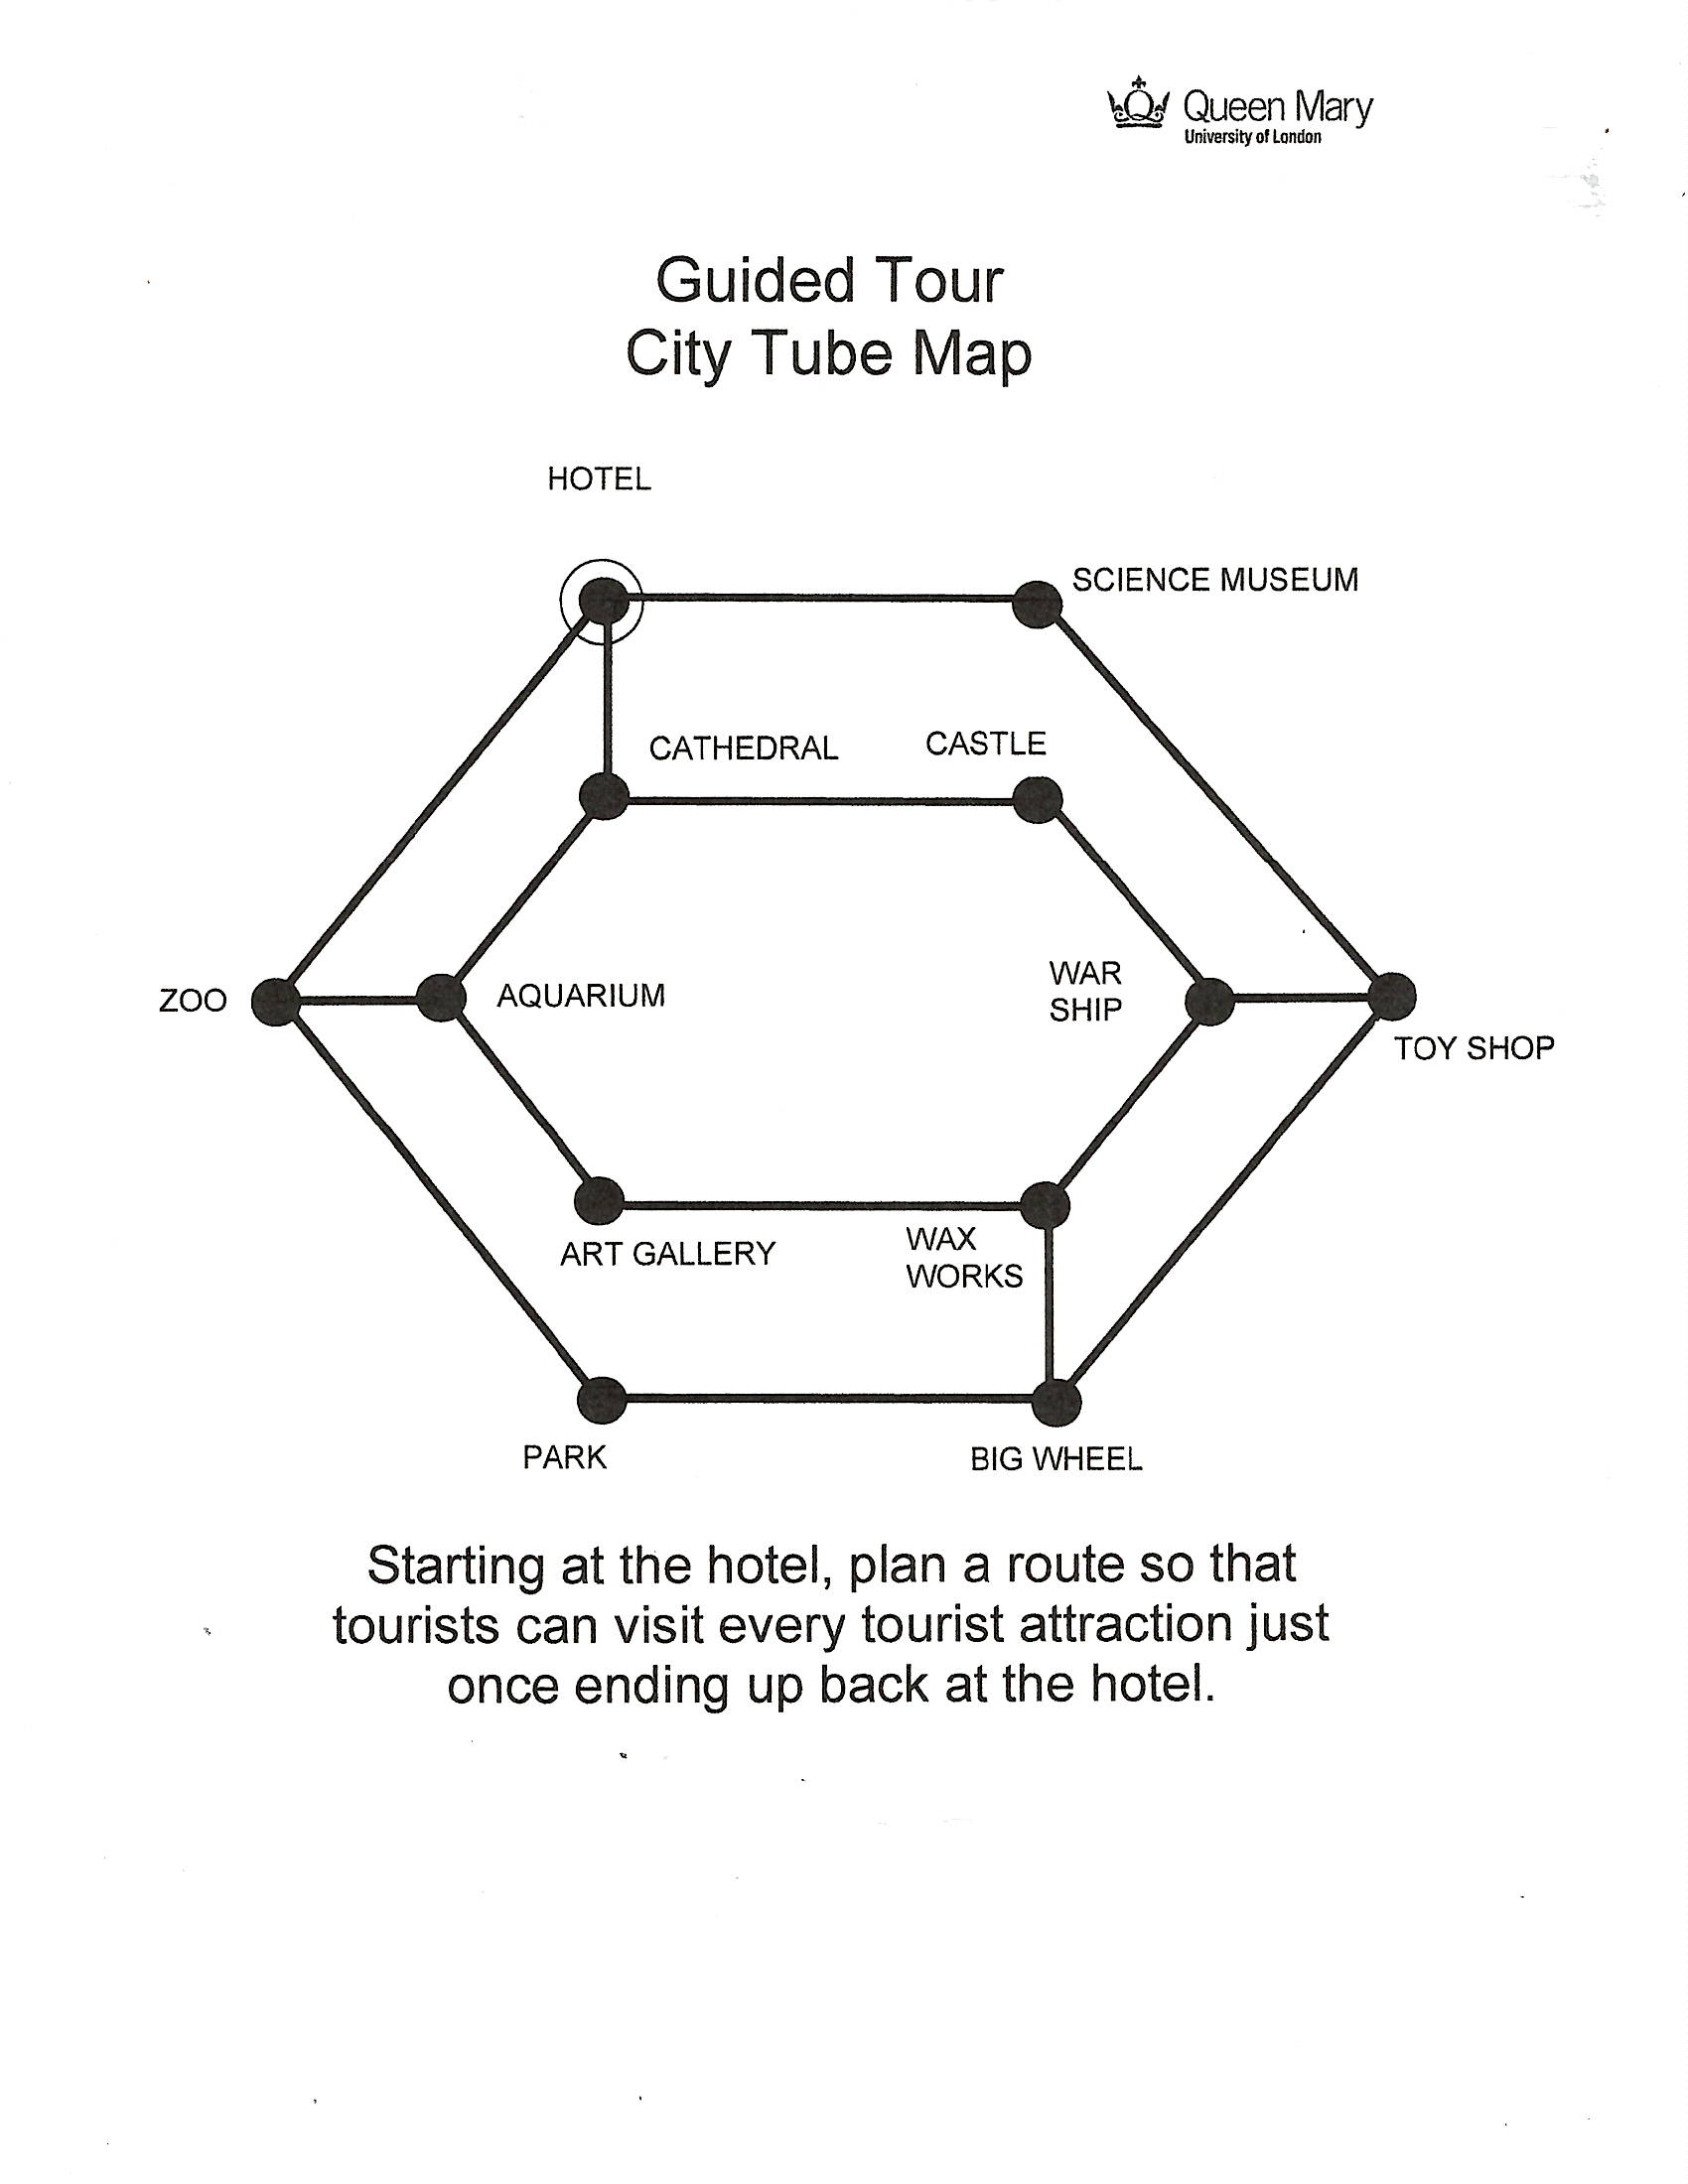 Queen Mary
University of London
Guided Tour
City Tube Map
HOTEL
SCIENCE MUSEUM
CATHEDRAL
CASTLE
ZOO
AQUARIUM
WAR
SHIP
TOY SHOP
ART GALLERY
WAX
WORKS
PARK
BIG WHEEL
Starting at the hotel, plan a route so that
tourists can visit every tourist attraction just
once ending up back at the hotel.